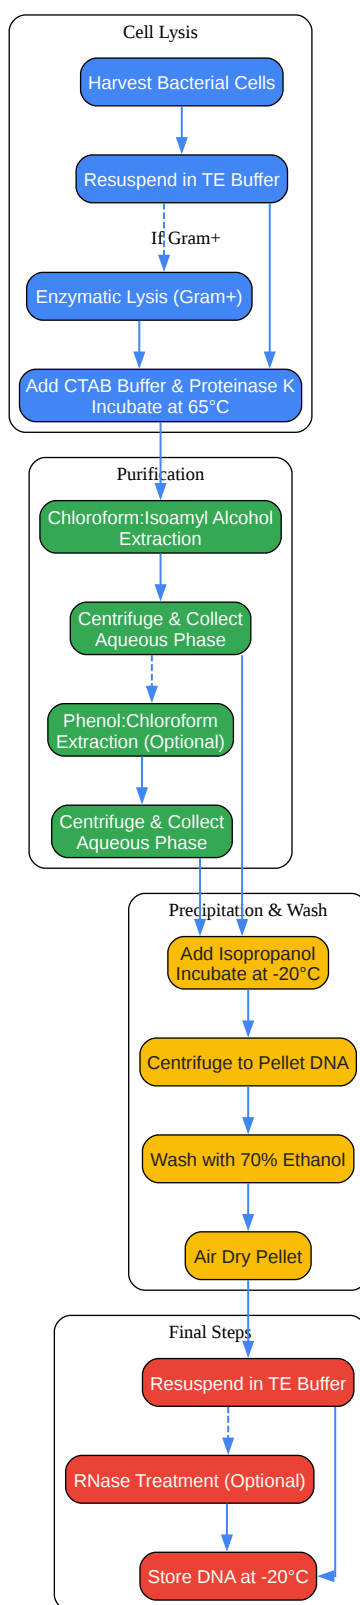 Cell Lysis
Harvest Bacterial Cells
Resuspend in TE Buffer
If Gram+
Enzymatic Lysis (Gram+)
Add CTAB Buffer & Proteinase K
Incubate at 65°C
Purification
Chloroform:Isoamyl Alcohol
Extraction
Centrifuge & Collect
Aqueous Phase
Phenol:Chloroform
Extraction (Optional)
Centrifuge & Collect
Aqueous Phase
Precipitation & Wash
Add Isopropanol
Incubate at -20°C
Centrifuge to Pellet DNA
Wash with 70% Ethanol
Air Dry Pellet
Final Steps
Resuspend in TE Buffer
RNase Treatment (Optional)
Store DNA at -20°C